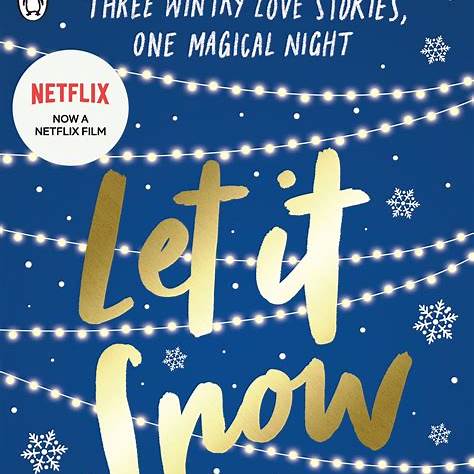 THREE WINTRY LOVE STORIES,
ONE MAGICAL NIGHT
NETFLIX
NOW A
NETFLIX FILM
Let it
Snow